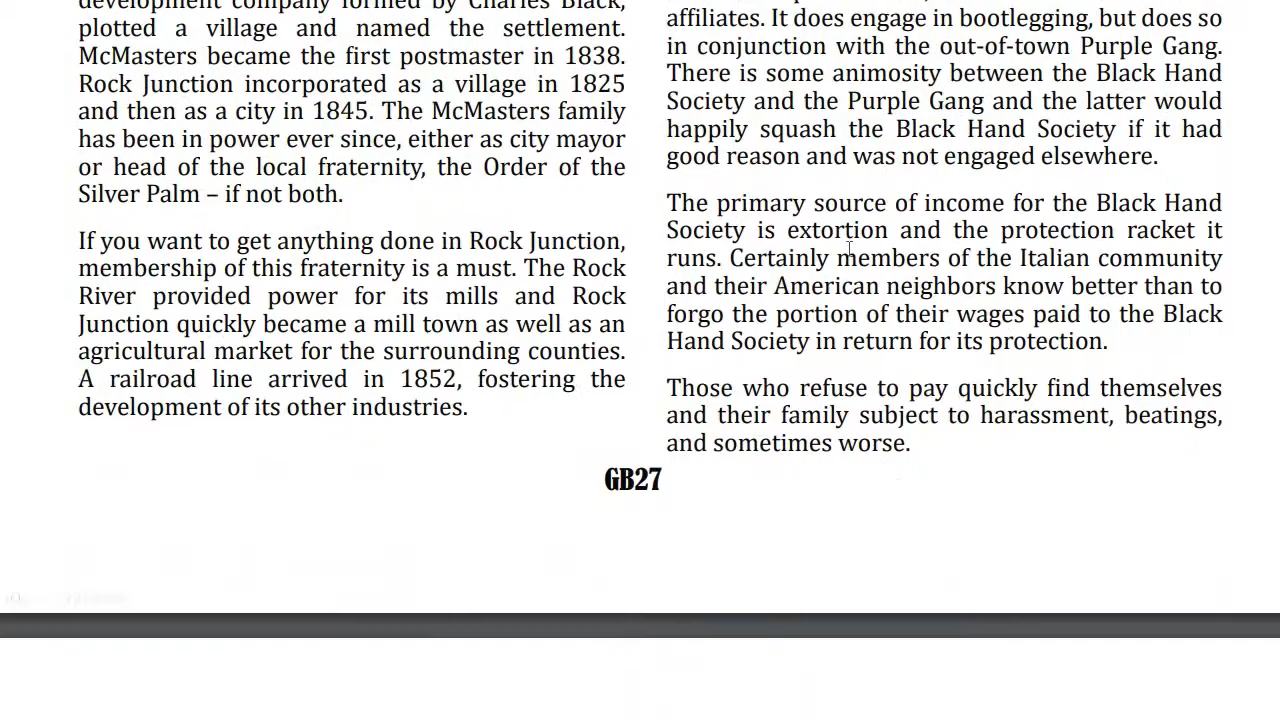 development company formed by Charles Black,
plotted a village and named the settlement.
McMasters became the first postmaster in 1838.
Rock Junction incorporated as a village in 1825
and then as a city in 1845. The McMasters family
has been in power ever since, either as city mayor
or head of the local fraternity, the Order of the
Silver Palm – if not both.
If you want to get anything done in Rock Junction,
membership of this fraternity is a must. The Rock
River provided power for its mills and Rock
Junction quickly became a mill town as well as an
agricultural market for the surrounding counties.
A railroad line arrived in 1852, fostering the
development of its other industries.
affiliates. It does engage in bootlegging, but does so
in conjunction with the out-of-town Purple Gang.
There is some animosity between the Black Hand
Society and the Purple Gang and the latter would
happily squash the Black Hand Society if it had
good reason and was not engaged elsewhere.
The primary source of income for the Black Hand
Society is extortion and the protection racket it
runs. Certainly members of the Italian community
and their American neighbors know better than to
forgo the portion of their wages paid to the Black
Hand Society in return for its protection.
Those who refuse to pay quickly find themselves
and their family subject to harassment, beatings,
and sometimes worse.
GB27